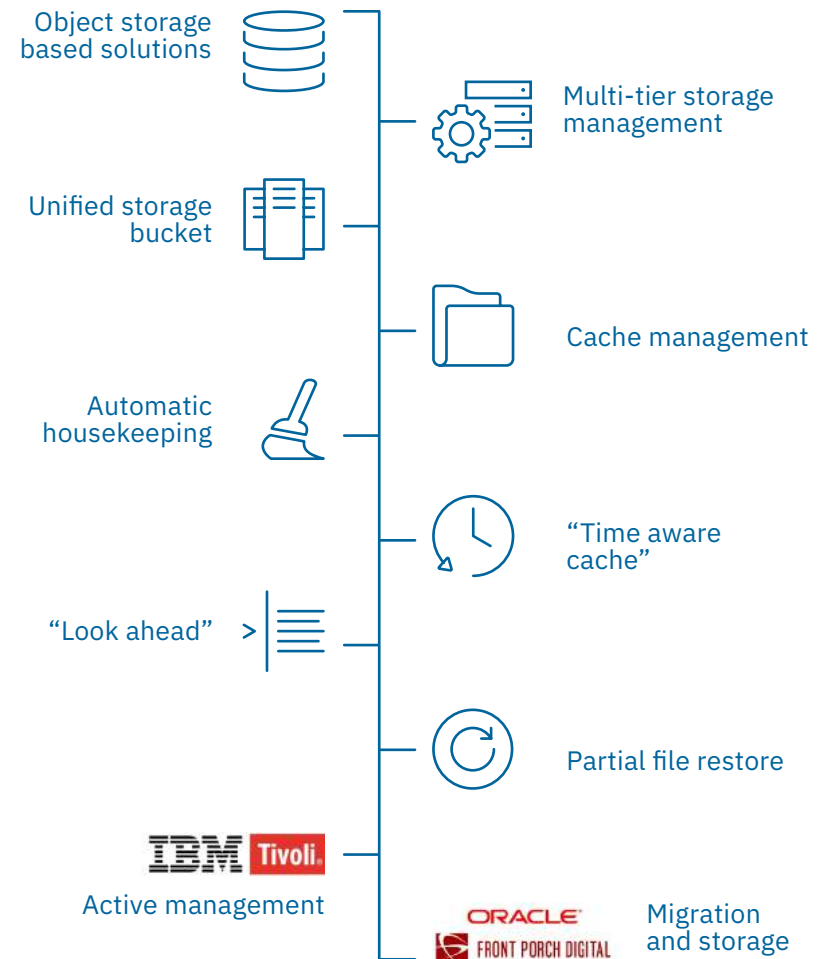 Object storage
based solutions
Multi-tier storage
management
Unified storage
bucket
Cache management
Automatic
housekeeping
“Time aware
cache”
“Look ahead”
>
Partial file restore
IBM Tivoli.
Active management
ORACLE
FRONT PORCH DIGITAL
Migration
and storage